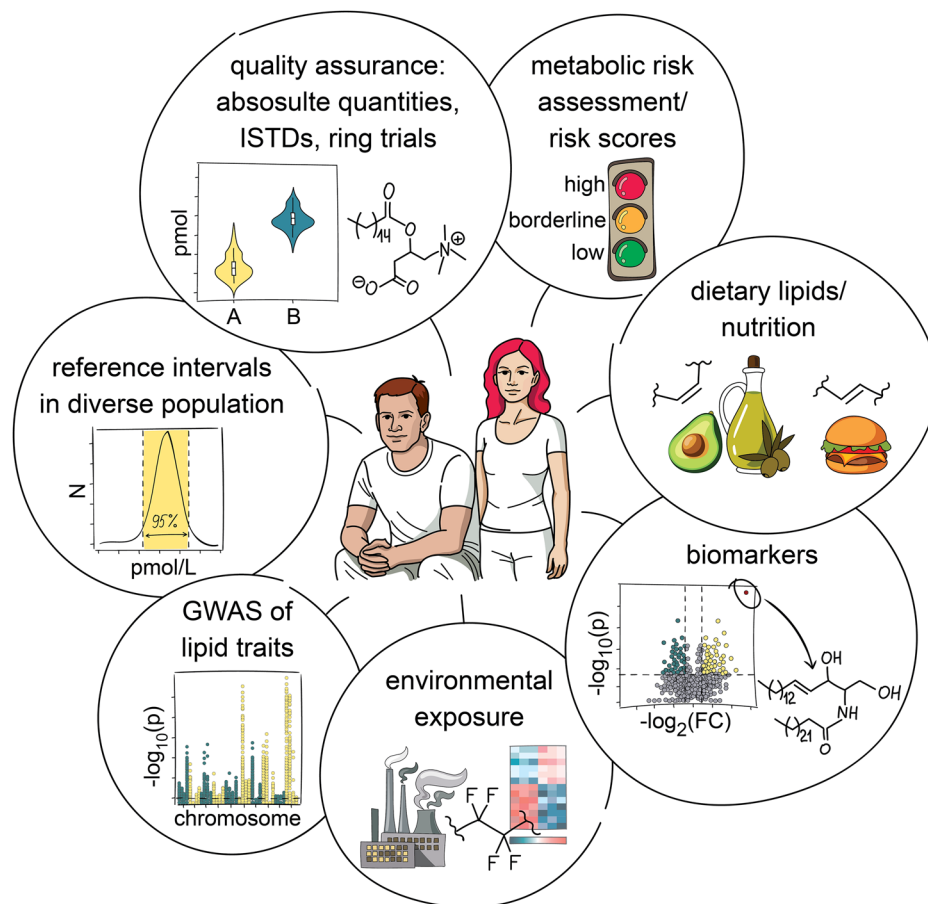 quality assurance:
absosulte quantities,
ISTDs, ring trials
pmol
A
B
14
O
O
N
⊕
⊖O
O
metabolic risk
assessment/
risk scores
high
borderline
low
dietary lipids/
nutrition
reference intervals
in diverse population
N
95%
pmol/L
biomarkers
-log10(p)
-log2(FC)
OH
12
OH
NH
21
O
GWAS of
lipid traits
-log10(p)
chromosome
environmental
exposure
F F
F F